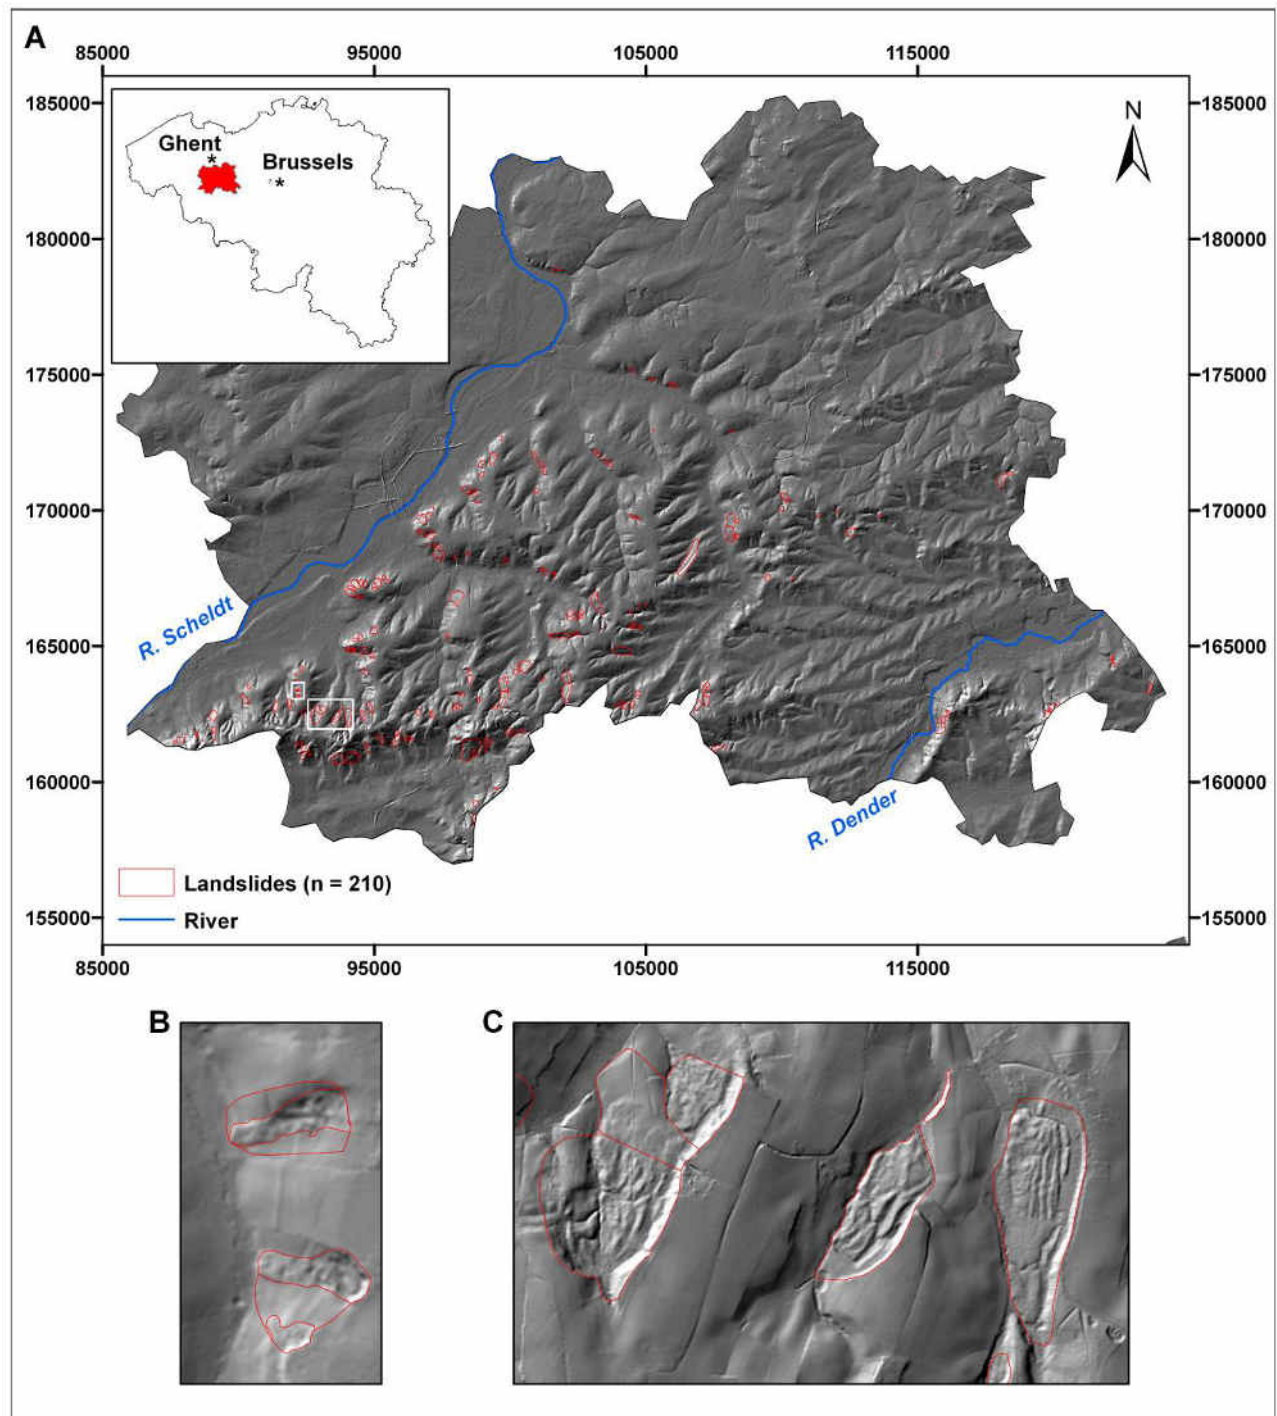 A
85000 95000 105000 115000
185000 185000
N
Ghent
*
Brussels
*
180000 180000
175000 175000
170000 170000
R. Scheldt
165000 165000
160000 160000
R. Dender
Landslides (n = 210)
River
155000 155000
85000 95000 105000 115000
B C